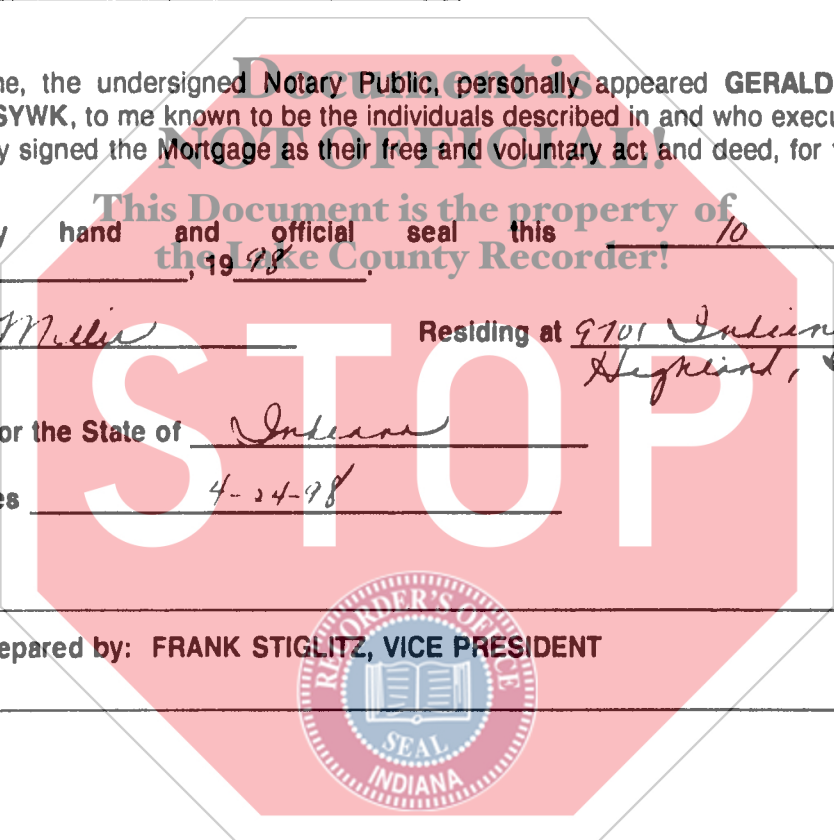 Document is
ne, the undersigned Notary Public, personally appeared GERALD
SYWK, to me known to be the individuals described in and who execu
NOT OFFICIAL!
y signed the Mortgage as their free and voluntary act and deed, for
This Document is the property of
y hand and official seal this 10
the Lake County Recorder!
, 19 98 .
Miller Residing at 9701 Indian
Highland,
or the State of Indiana
es 4-24-98
STOP
epared by: FRANK STIGLITZ, VICE PRESIDENT
RECORDER'S OFFICE
SEAL
INDIANA